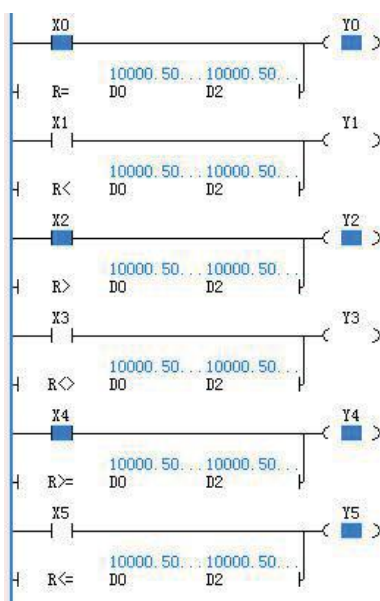 X0 Y0
10000.50... 10000.50...
R= D0 D2
X1 Y1
10000.50... 10000.50...
R< D0 D2
X2 Y2
10000.50... 10000.50...
R> D0 D2
X3 Y3
10000.50... 10000.50...
R<> D0 D2
X4 Y4
10000.50... 10000.50...
R>= D0 D2
X5 Y5
10000.50... 10000.50...
R<= D0 D2